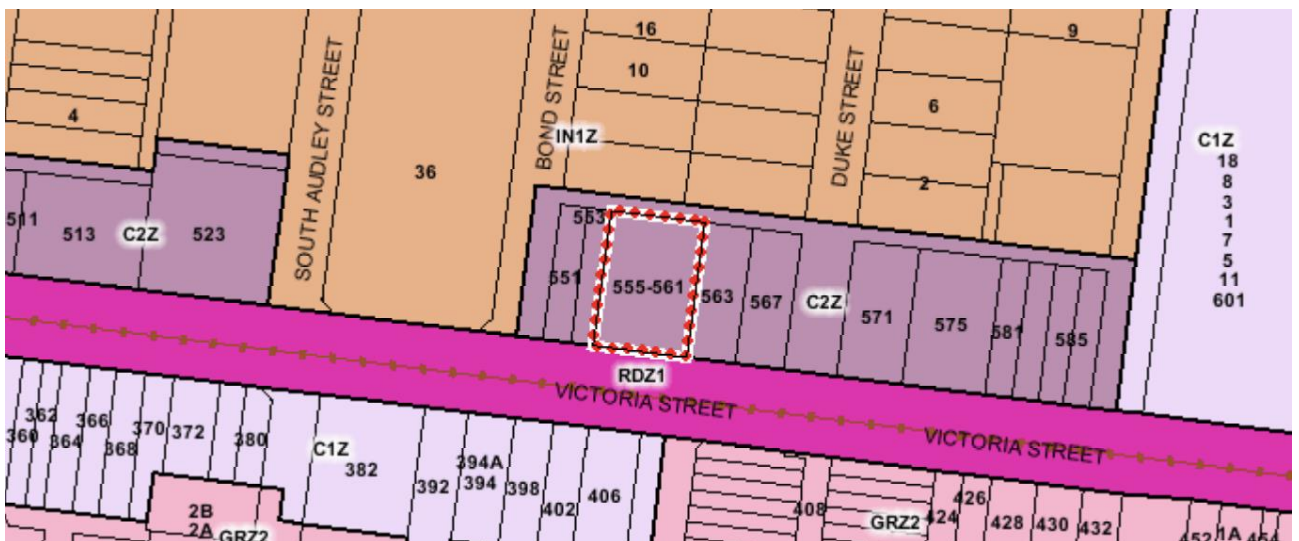 16
9
10
6
4
2
36
SOUTH AUDLEY STREET
BOND STREET
DUKE STREET
IN1Z
C1Z
18
8
3
1
7
5
11
601
511
513
C2Z
523
553
551
555-561
563
567
C2Z
571
575
581
585
RDZ1
VICTORIA STREET
VICTORIA STREET
360
362
364
366
368
370
372
380
C1Z
382
392
394A
394
398
402
406
408
GRZ2
424
426
428
430
432
452
1A
454
2B
2A
GRZ2